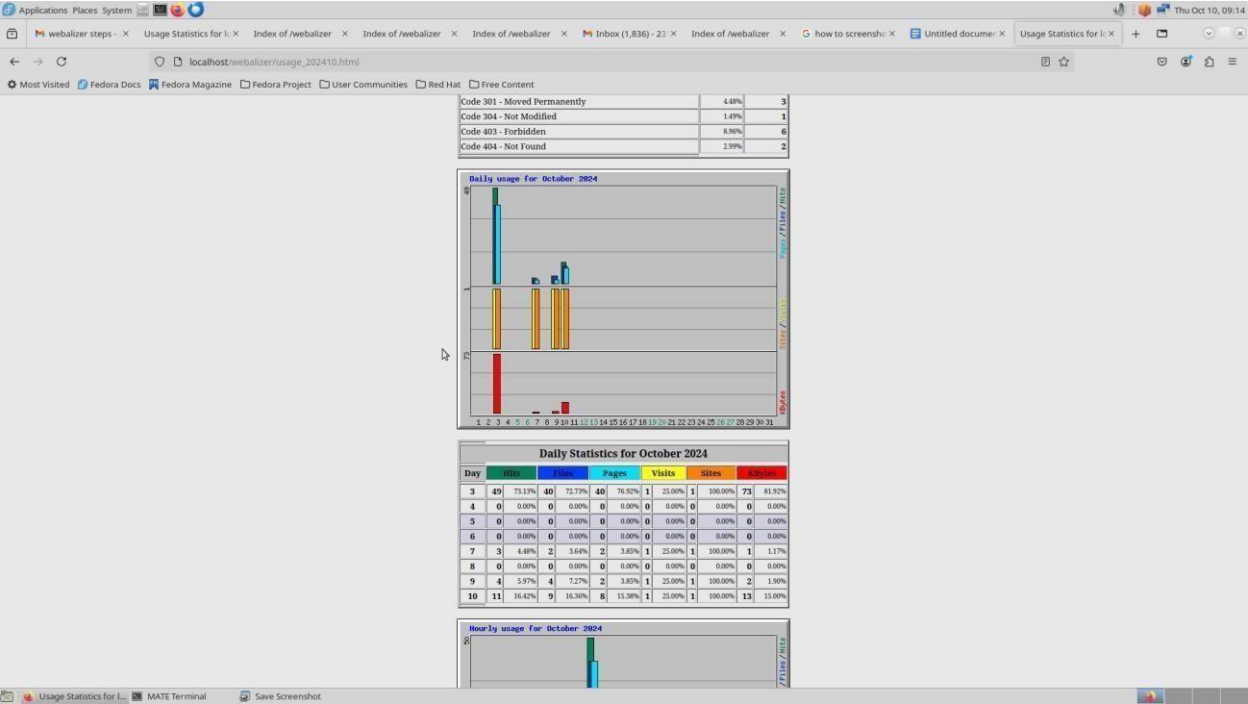 Applications Places System Thu Oct 10, 09:14
webalizer steps - Usage Statistics for lo Index of /webalizer Index of /webalizer Index of /webalizer Inbox (1,836) - 23 Index of /webalizer how to screensho Untitled documen Usage Statistics for lo
localhost/webalizer/usage_202410.html
Most Visited Fedora Docs Fedora Magazine Fedora Project User Communities Red Hat Free Content
Code 301 - Moved Permanently 4.48% 3
Code 304 - Not Modified 1.49% 1
Code 403 - Forbidden 8.96% 6
Code 404 - Not Found 2.99% 2
Daily usage for October 2024
49
Pages / Files / Hits
1
Sites / Visits
73
KBytes
1 2 3 4 5 6 7 8 9 10 11 12 13 14 15 16 17 18 19 20 21 22 23 24 25 26 27 28 29 30 31
Daily Statistics for October 2024
Day Hits Files Pages Visits Sites KBytes
3 49 73.13% 40 72.73% 40 76.92% 1 25.00% 1 100.00% 73 81.92%
4 0 0.00% 0 0.00% 0 0.00% 0 0.00% 0 0.00% 0 0.00%
5 0 0.00% 0 0.00% 0 0.00% 0 0.00% 0 0.00% 0 0.00%
6 0 0.00% 0 0.00% 0 0.00% 0 0.00% 0 0.00% 0 0.00%
7 3 4.48% 2 3.64% 2 3.85% 1 25.00% 1 100.00% 1 1.17%
8 0 0.00% 0 0.00% 0 0.00% 0 0.00% 0 0.00% 0 0.00%
9 4 5.97% 4 7.27% 2 3.85% 1 25.00% 1 100.00% 2 1.90%
10 11 16.42% 9 16.36% 8 15.38% 1 25.00% 1 100.00% 13 15.00%
Hourly usage for October 2024
50
/ Files / Hits
Usage Statistics for l... MATE Terminal Save Screenshot